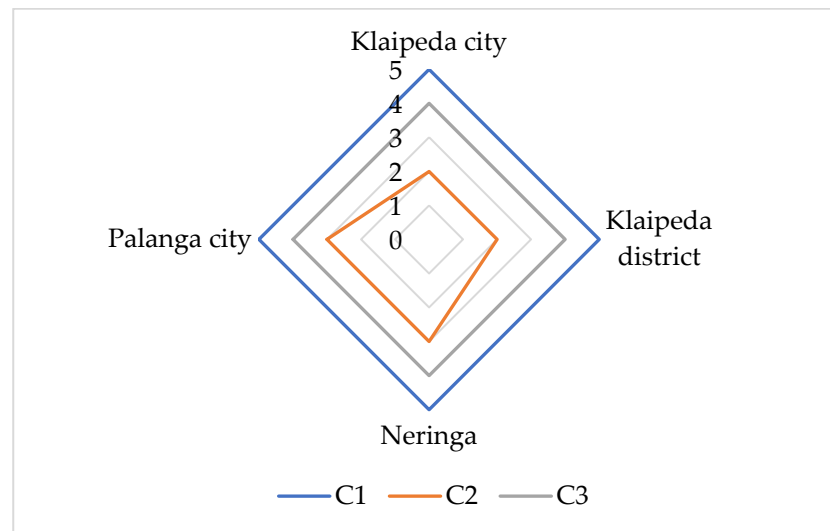 Klaipeda city
5
4
3
2
1
0
Palanga city
Klaipeda
district
Neringa
C1 C2 C3